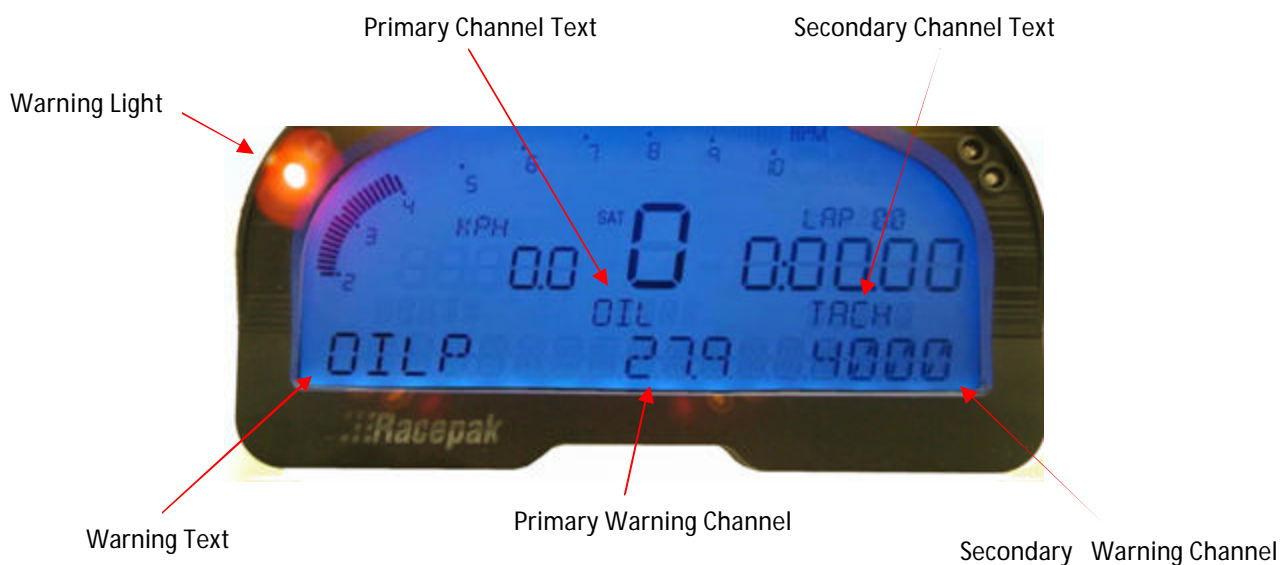 Primary Channel Text
Secondary Channel Text
Warning Light
RPMX
5 6 7 8 9 10
4
3
2
KPH
SAT
LAP 00
0.0
0
0:00.00
OIL
TACH
OILP
27.9
4000
Racepak
Primary Warning Channel
Warning Text
Secondary Warning Channel